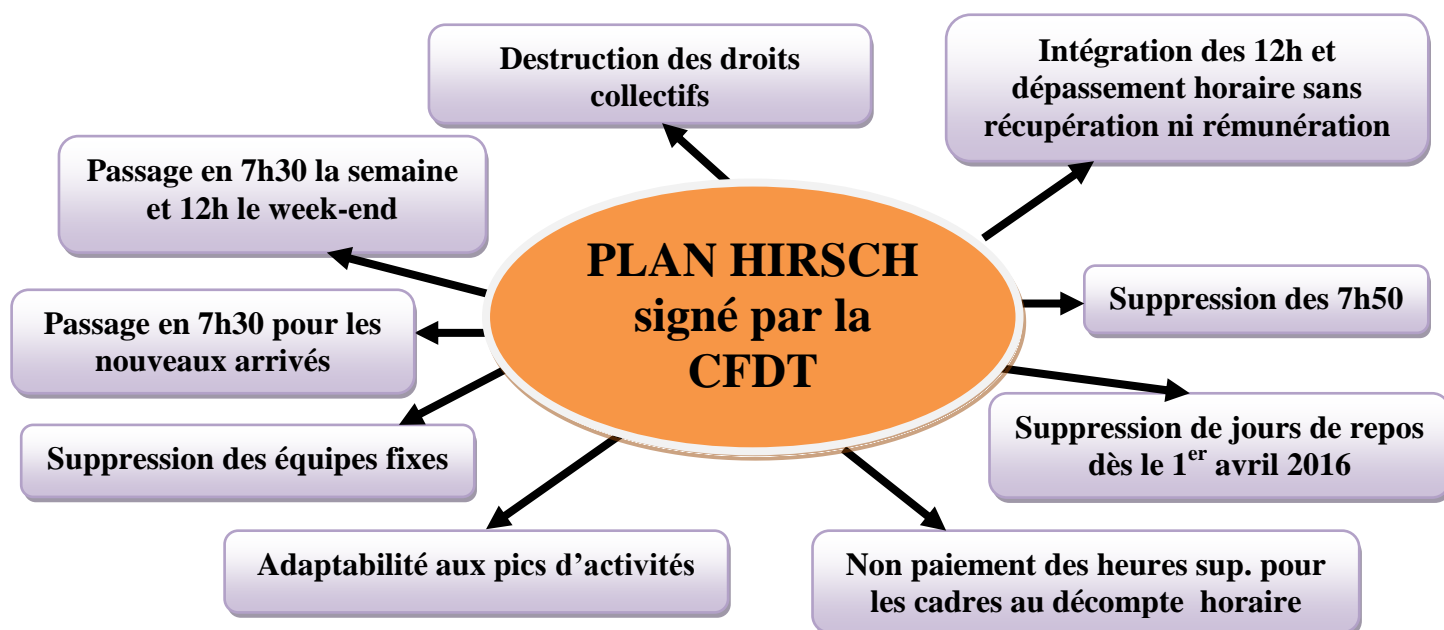 Destruction des droits
collectifs
Intégration des 12h et
dépassement horaire sans
récupération ni rémunération
Passage en 7h30 la semaine
et 12h le week-end
PLAN HIRSCH
signé par la
CFDT
Suppression des 7h50
Passage en 7h30 pour les
nouveaux arrivés
Suppression de jours de repos
dès le 1er avril 2016
Suppression des équipes fixes
Adaptabilité aux pics d’activités
Non paiement des heures sup. pour
les cadres au décompte horaire